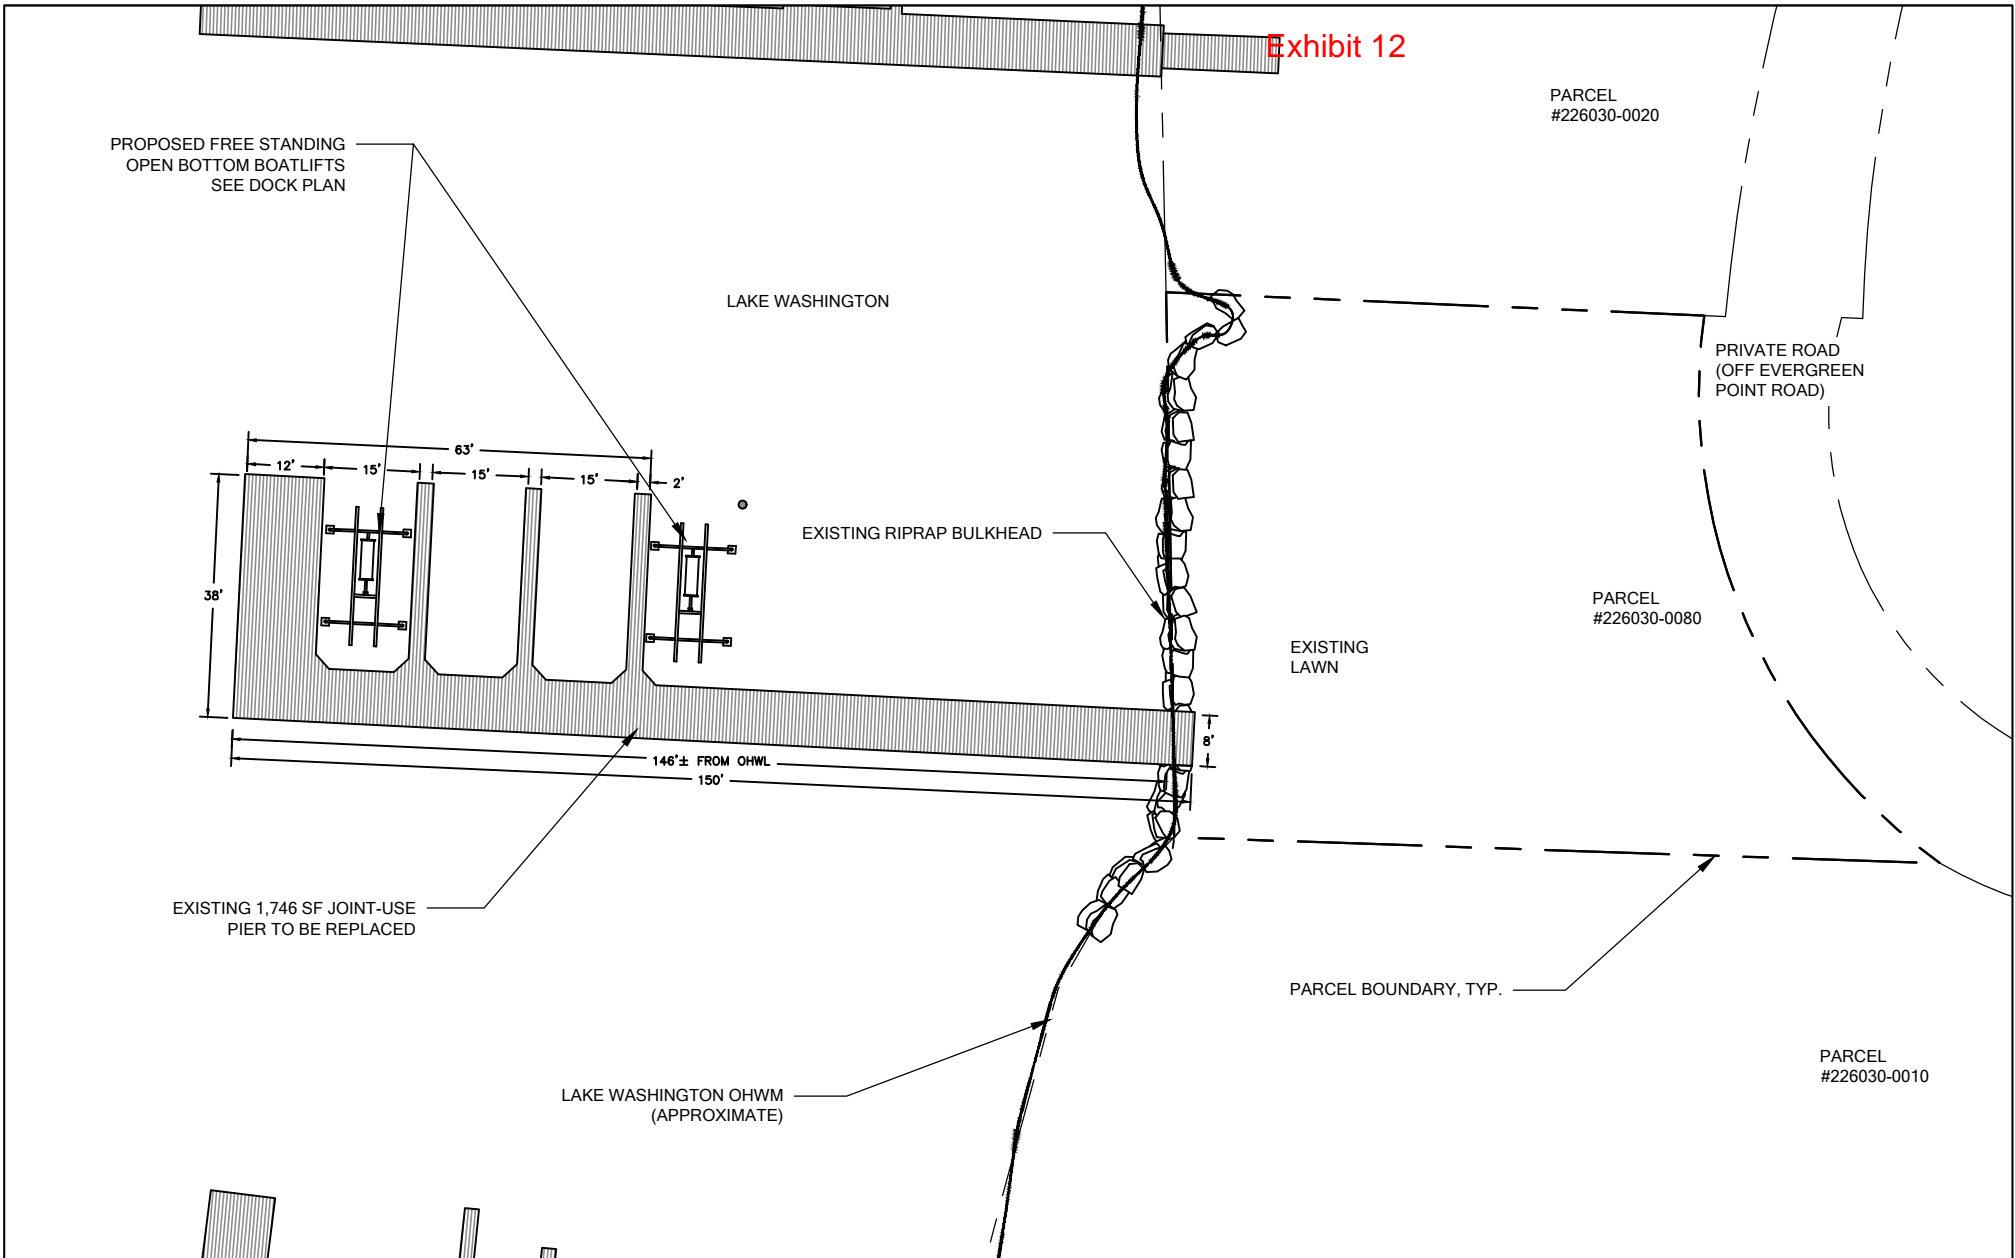 Exhibit 12
PARCEL
#226030-0020
PROPOSED FREE STANDING
OPEN BOTTOM BOATLIFTS
SEE DOCK PLAN
LAKE WASHINGTON
PRIVATE ROAD
(OFF EVERGREEN
POINT ROAD)
63'
12'
15'
15'
15'
2'
38'
EXISTING RIPRAP BULKHEAD
PARCEL
#226030-0080
EXISTING
LAWN
8'
146'± FROM OHWL
150'
EXISTING 1,746 SF JOINT-USE
PIER TO BE REPLACED
PARCEL BOUNDARY, TYP.
PARCEL
#226030-0010
LAKE WASHINGTON OHWM
(APPROXIMATE)